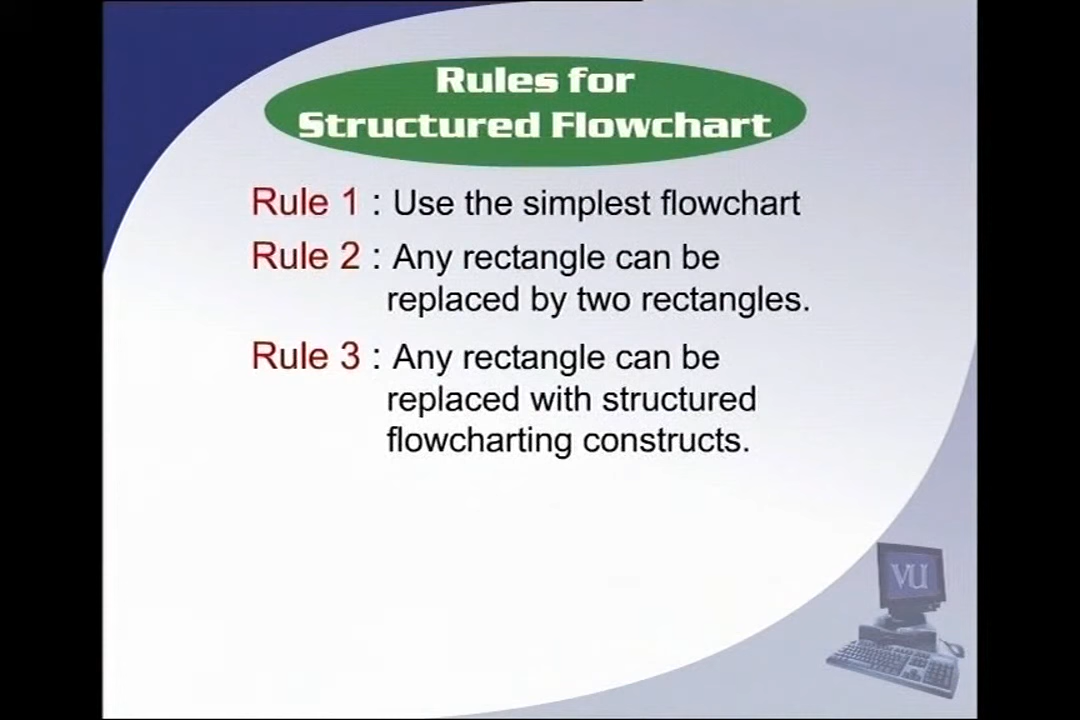 Rules for
Structured Flowchart
Rule 1 : Use the simplest flowchart
Rule 2 : Any rectangle can be
replaced by two rectangles.
Rule 3 : Any rectangle can be
replaced with structured
flowcharting constructs.
VU